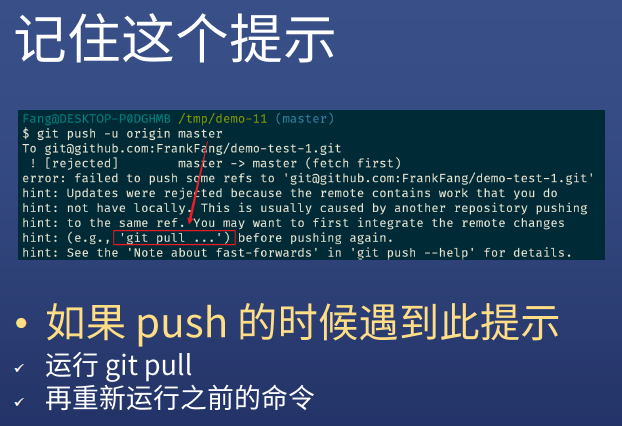 记住这个提示
Fang@DESKTOP-P0DGHMB /tmp/demo-11 (master)
$ git push -u origin master
To git@github.com:FrankFang/demo-test-1.git
! [rejected] master -> master (fetch first)
error: failed to push some refs to 'git@github.com:FrankFang/demo-test-1.git'
hint: Updates were rejected because the remote contains work that you do
hint: not have locally. This is usually caused by another repository pushing
hint: to the same ref. You may want to first integrate the remote changes
hint: (e.g., 'git pull ...') before pushing again.
hint: See the 'Note about fast-forwards' in 'git push --help' for details.
• 如果 push 的时候遇到此提示
✓ 运行 git pull
✓ 再重新运行之前的命令